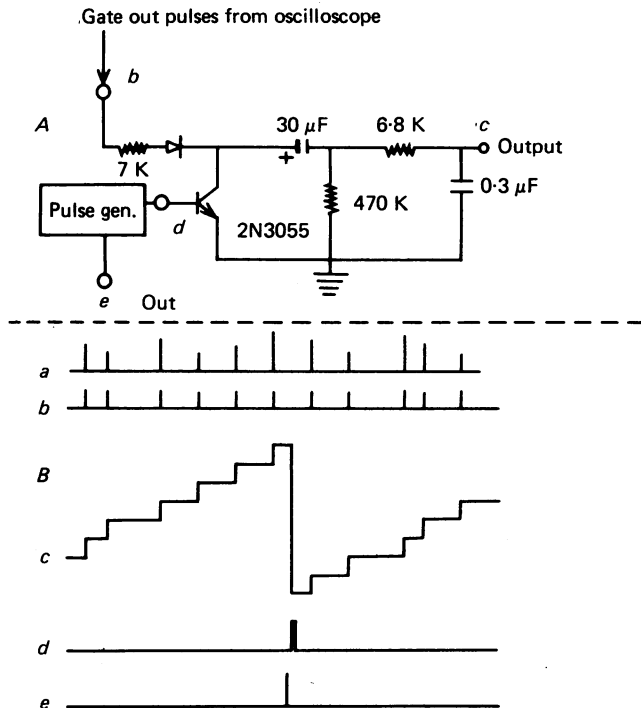 Gate out pulses from oscilloscope
b
A
30 μF
6·8 K
c
Output
+
7 K
0·3 μF
Pulse gen.
d
2N3055
470 K
e
Out
a
b
B
c
d
e